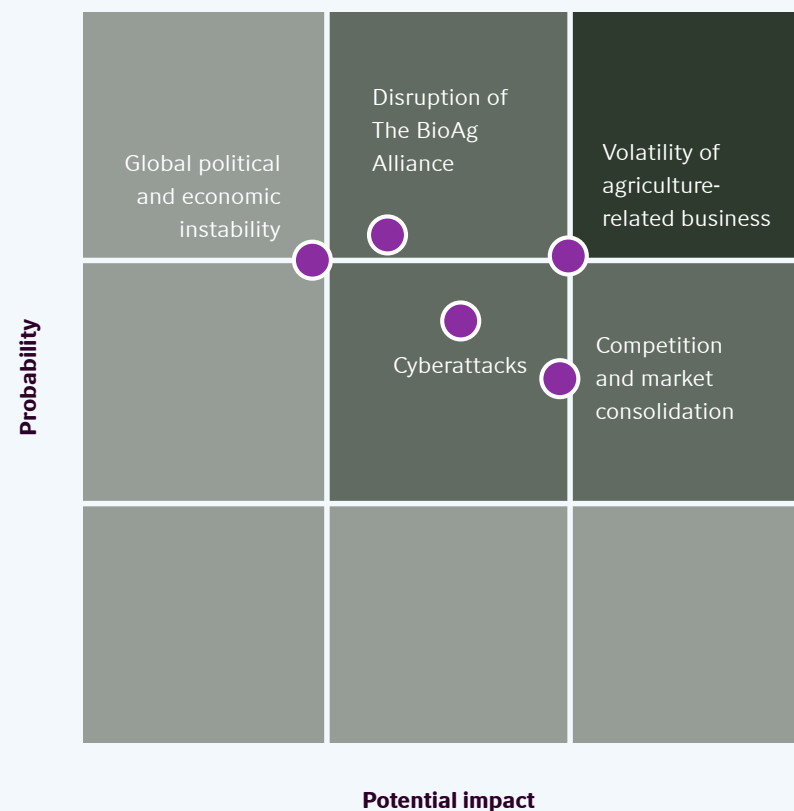 Disruption of
The BioAg
Alliance
Global political
and economic
instability
Volatility of
agriculture-
related business
Cyberattacks
Competition
and market
consolidation
Probability
Potential impact